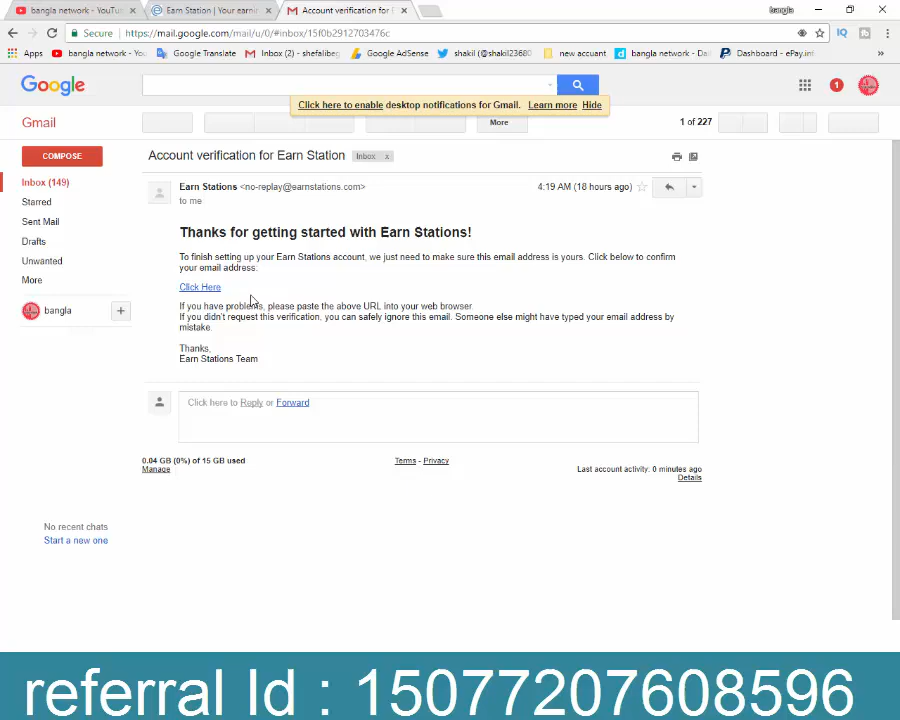 bangla network - YouTu
Earn Station | Your earni
Account verification for E
bangla
Secure
https://mail.google.com/mail/u/0/#inbox/15f0b2912703476c
Apps
bangla network - You
Google Translate
Inbox (2) - shefalibeg
Google AdSense
shakil (@shakil23680
new accuant
bangla network - Dai
Dashboard - ePay.int
»
Google
1
Click here to enable desktop notifications for Gmail. Learn more Hide
Gmail
More
1 of 227
COMPOSE
Account verification for Earn Station
Inbox x
Inbox (149)
Starred
Sent Mail
Drafts
Unwanted
More
bangla
+
Earn Stations <no-replay@earnstations.com>
4:19 AM (18 hours ago)
to me
Thanks for getting started with Earn Stations!
To finish setting up your Earn Stations account, we just need to make sure this email address is yours. Click below to confirm
your email address:
Click Here
If you have problems, please paste the above URL into your web browser.
If you didn't request this verification, you can safely ignore this email. Someone else might have typed your email address by
mistake.
Thanks,
Earn Stations Team
Click here to Reply or Forward
0.04 GB (0%) of 15 GB used
Manage
Terms - Privacy
Last account activity: 0 minutes ago
Details
No recent chats
Start a new one
referral Id : 15077207608596